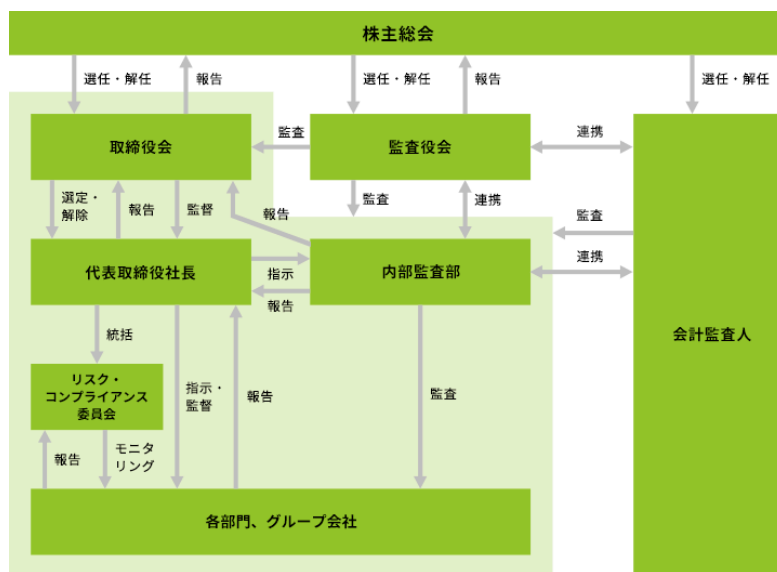 株主総会
選任・解任
報告
選任・解任
報告
選任・解任
取締役会
監査
監査役会
連携
選定・
解除
報告
監督
報告
監査
連携
監査
代表取締役社長
指示
報告
内部監査部
連携
会計監査人
統括
リスク・
コンプライアンス
委員会
指示・
監督
報告
監査
報告
モニタ
リング
各部門、グループ会社